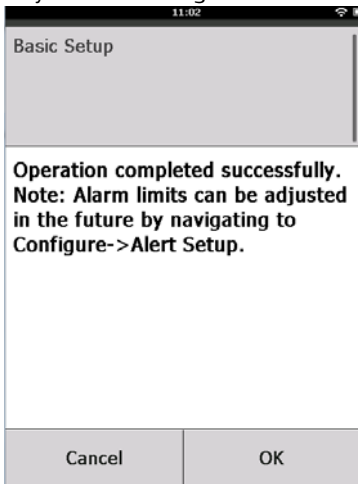 11:02
Basic Setup
Operation completed successfully.
Note: Alarm limits can be adjusted
in the future by navigating to
Configure->Alert Setup.
Cancel
OK